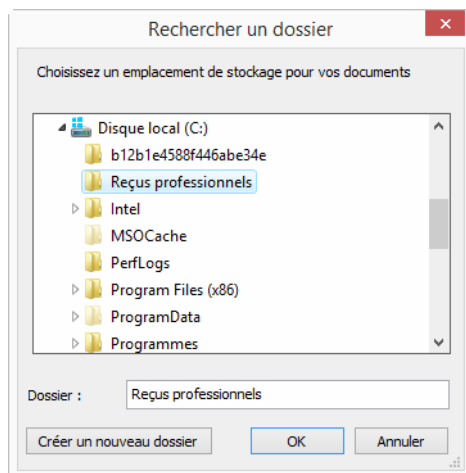 Rechercher un dossier
Choisissez un emplacement de stockage pour vos documents
Disque local (C:)
b12b1e4588f446abe34e
Reçus professionnels
Intel
MSOCache
PerfLogs
Program Files (x86)
ProgramData
Programmes
Dossier : Reçus professionnels
Créer un nouveau dossier OK Annuler